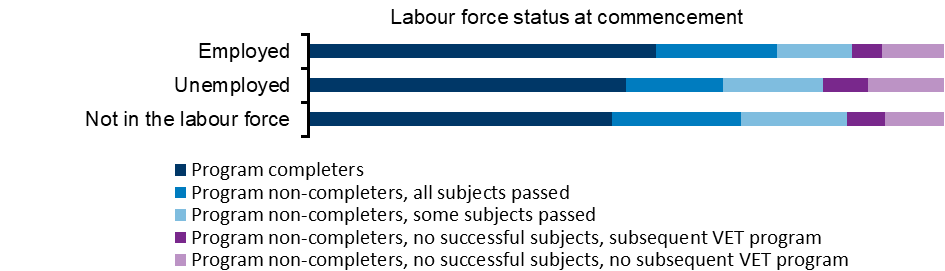 Labour force status at commencement
Employed
Unemployed
Not in the labour force
Program completers
Program non-completers, all subjects passed
Program non-completers, some subjects passed
Program non-completers, no successful subjects, subsequent VET program
Program non-completers, no successful subjects, no subsequent VET program